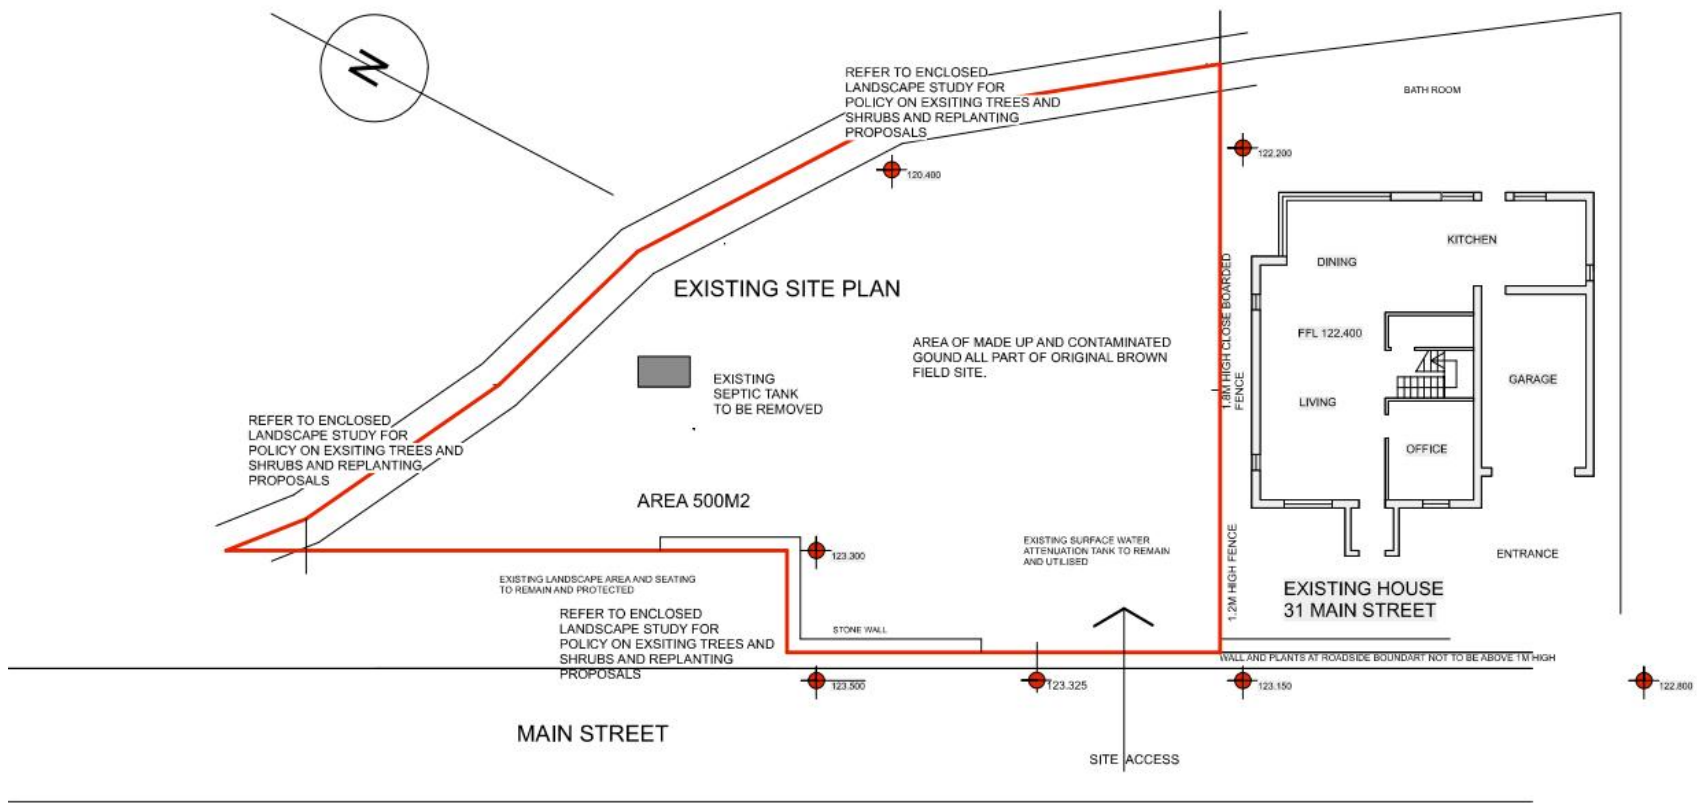 N
REFER TO ENCLOSED
LANDSCAPE STUDY FOR
POLICY ON EXSITING TREES AND
SHRUBS AND REPLANTING
PROPOSALS
BATH ROOM
122.200
120.400
KITCHEN
DINING
EXISTING SITE PLAN
1.8M HIGH CLOSE BOARDED
FENCE
FFL 122.400
AREA OF MADE UP AND CONTAMINATED
GOUND ALL PART OF ORIGINAL BROWN
FIELD SITE.
EXISTING
SEPTIC TANK
TO BE REMOVED
GARAGE
LIVING
REFER TO ENCLOSED
LANDSCAPE STUDY FOR
POLICY ON EXSITING TREES AND
SHRUBS AND REPLANTING
PROPOSALS
OFFICE
AREA 500M2
EXISTING SURFACE WATER
ATTENUATION TANK TO REMAIN
AND UTILISED
123.300
1.2M HIGH FENCE
ENTRANCE
EXISTING LANDSCAPE AREA AND SEATING
TO REMAIN AND PROTECTED
EXISTING HOUSE
31 MAIN STREET
REFER TO ENCLOSED
LANDSCAPE STUDY FOR
POLICY ON EXSITING TREES AND
SHRUBS AND REPLANTING
PROPOSALS
STONE WALL
WALL AND PLANTS AT ROADSIDE BOUNDART NOT TO BE ABOVE 1M HIGH
123.500
123.325
123.150
122.800
MAIN STREET
SITE ACCESS